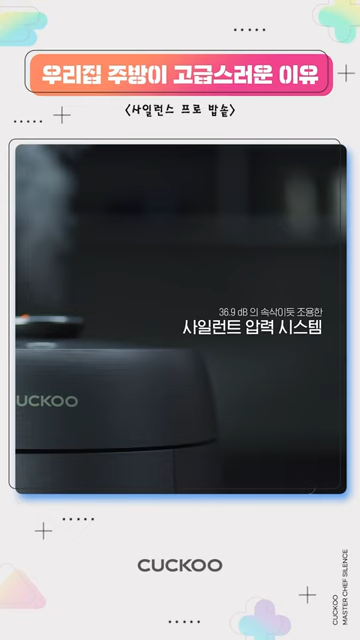 우리집 주방이 고급스러운 이유
<사일런스 프로 밥솥>
36.9 dB 의 속삭이듯 조용한
사일런트 압력 시스템
UCKOO
CUCKOO
CUCKOO
MASTER CHEF SILENCE